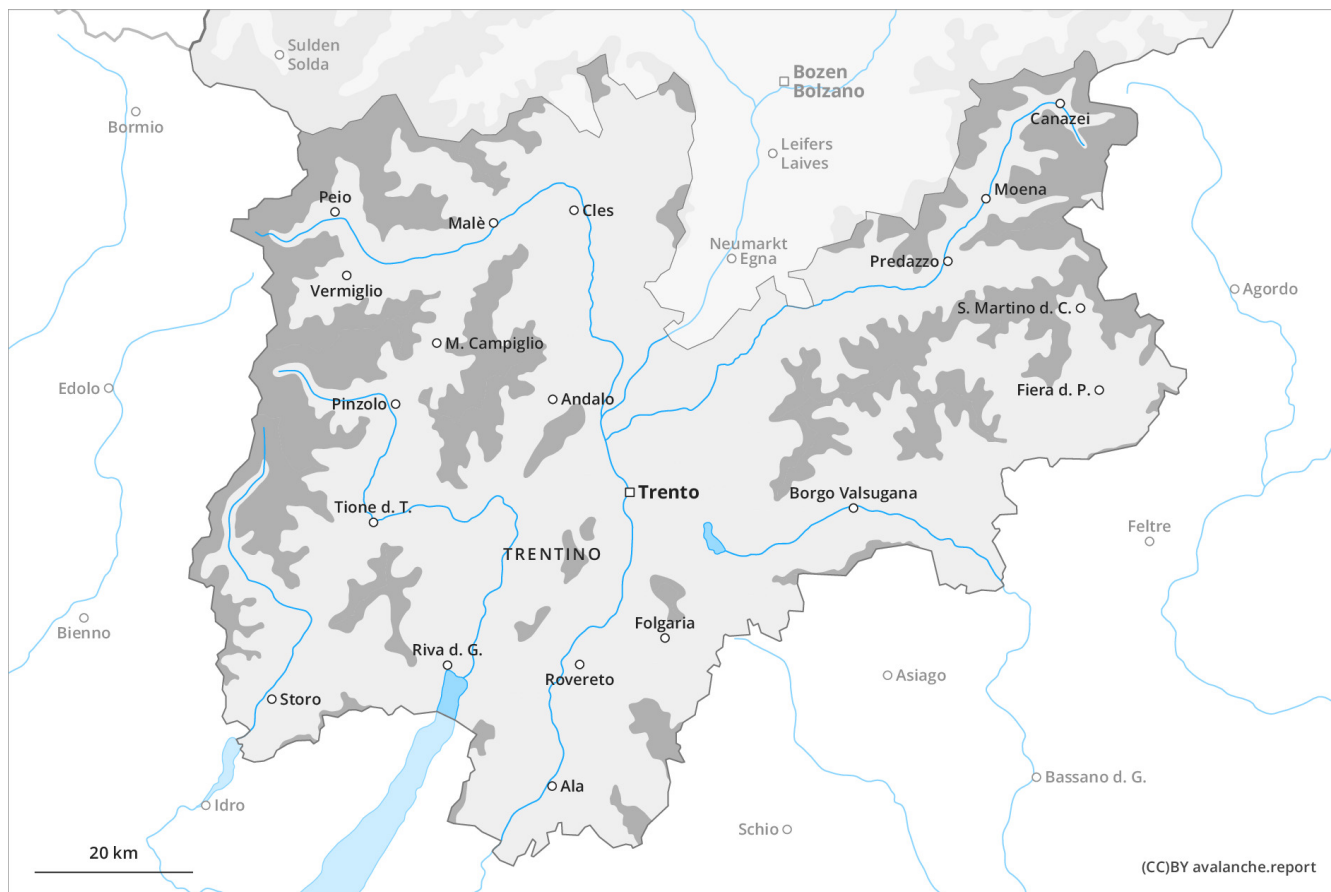 Sulden
Solda
Bozen
Bolzano
Bormio
Canazei
Leifers
Laives
Peio
Moena
Malè
Cles
Neumarkt
Egna
Predazzo
Vermiglio
Agordo
S. Martino d. C.
M. Campiglio
Edolo
Fiera d. P.
Pinzolo
Andalo
Trento
Borgo Valsugana
Tione d. T.
Feltre
TRENTINO
Bienno
Folgaria
Riva d. G.
Rovereto
Asiago
Storo
Bassano d. G.
Ala
Idro
Schio
20 km
(CC)BY avalanche.report